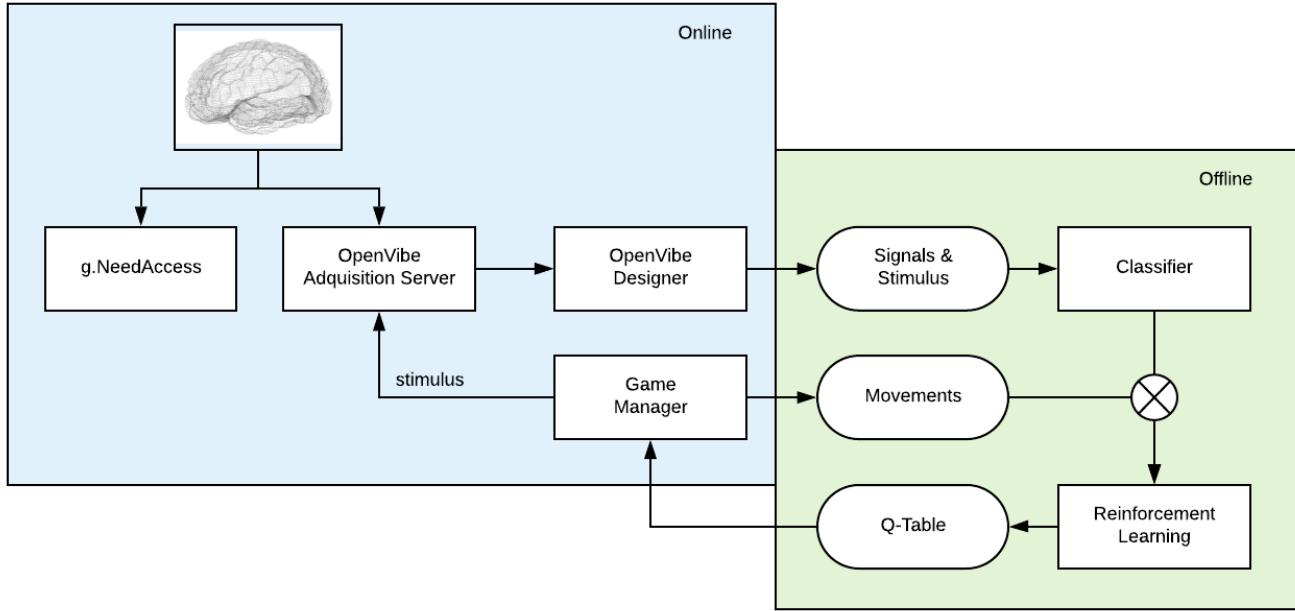 Online
Offline
g.NeedAccess
OpenVibe
Adquisition Server
OpenVibe
Designer
Signals &
Stimulus
Classifier
stimulus
Game
Manager
Movements
Q-Table
Reinforcement
Learning